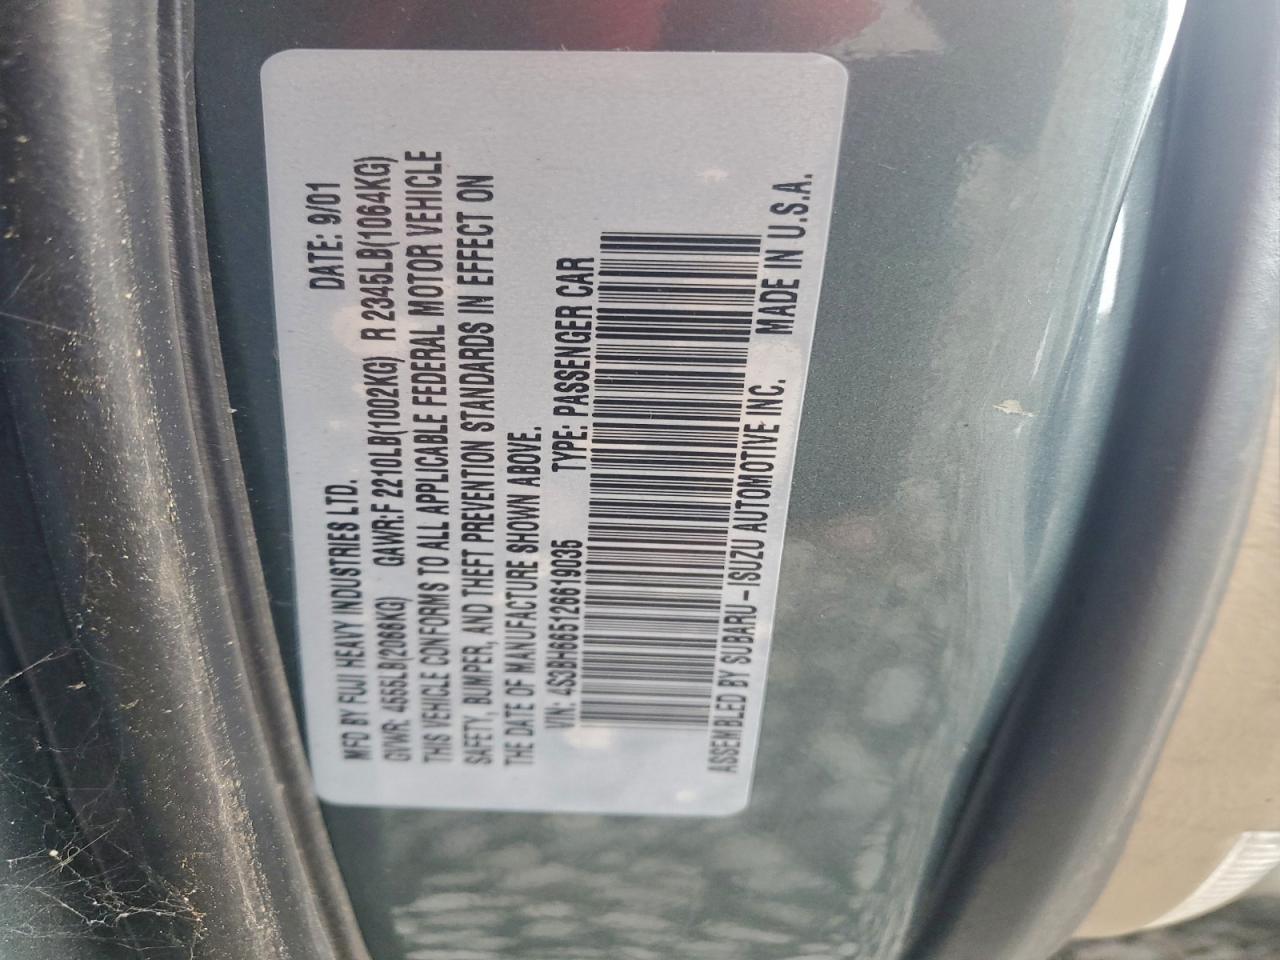 MFD BY FUJI HEAVY INDUSTRIES LTD. DATE: 9/01
GVWR: 4555LB(2066KG) GAWR:F 2210LB(1002KG) R 2345LB(1064KG)
THIS VEHICLE CONFORMS TO ALL APPLICABLE FEDERAL MOTOR VEHICLE
SAFETY, BUMPER, AND THEFT PREVENTION STANDARDS IN EFFECT ON
THE DATE OF MANUFACTURE SHOWN ABOVE.
VIN: 4S3BH665126619035 TYPE: PASSENGER CAR
ASSEMBLED BY SUBARU-ISUZU AUTOMOTIVE INC. MADE IN U.S.A.